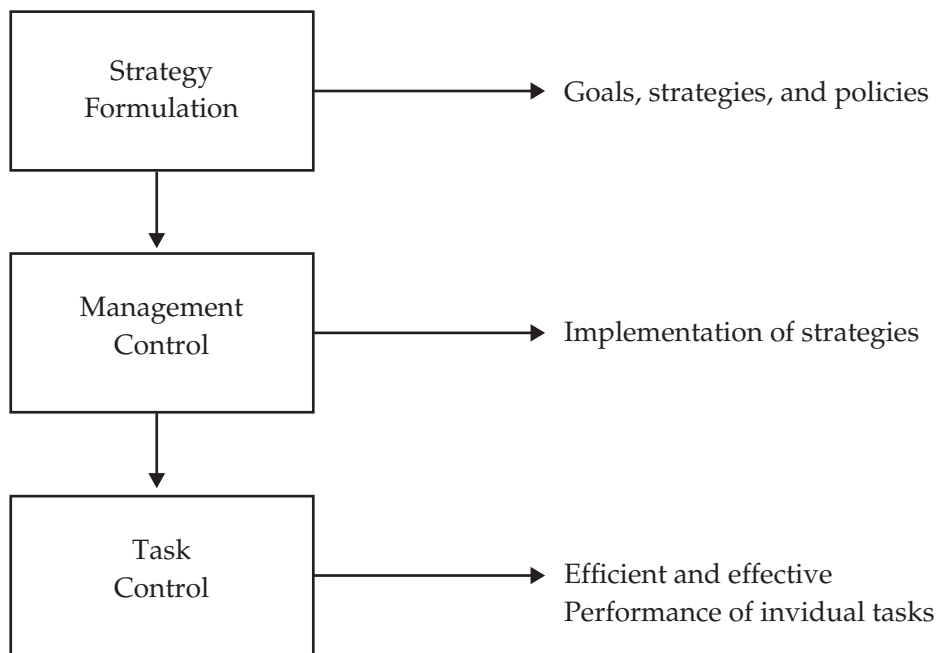 Strategy
Formulation
Goals, strategies, and policies
Management
Control
Implementation of strategies
Task
Control
Efficient and effective
Performance of invidual tasks